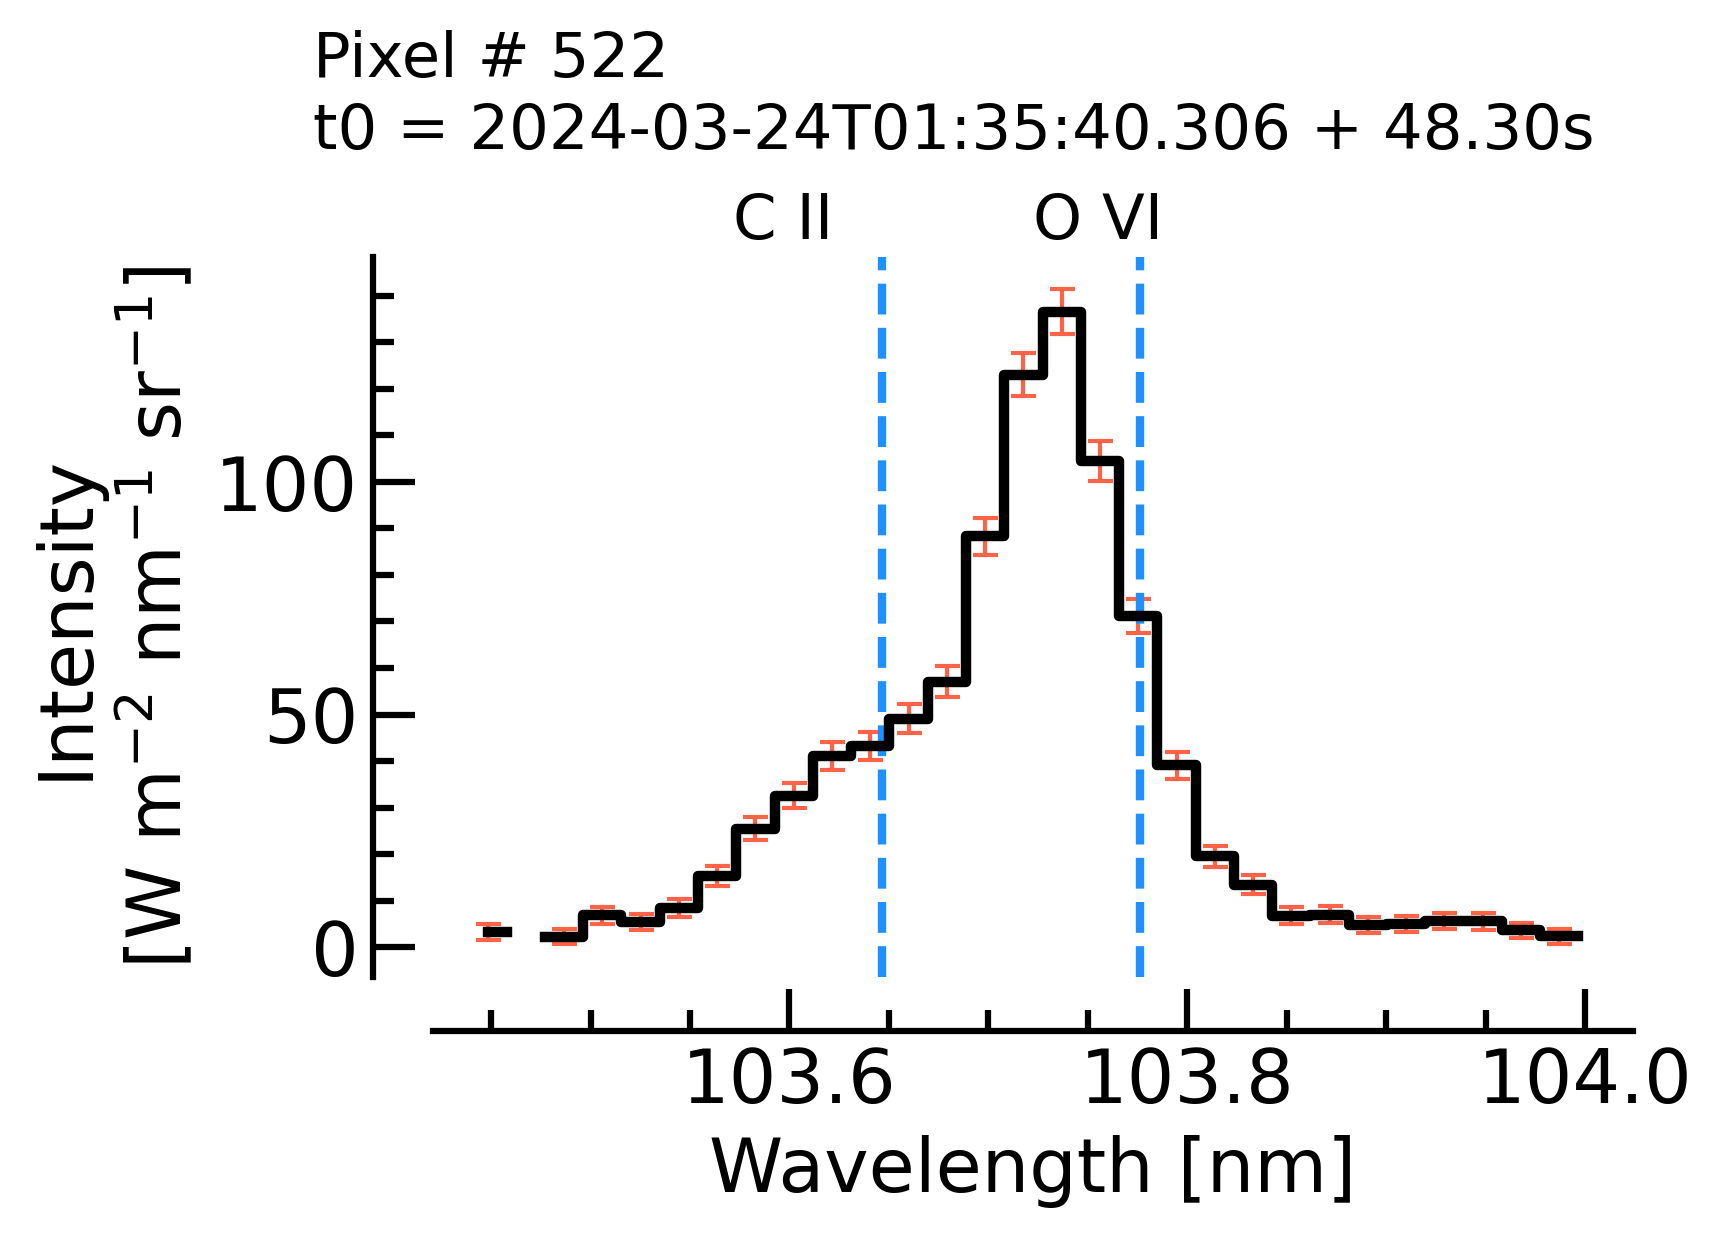 Pixel # 522
t0 = 2024-03-24T01:35:40.306 + 48.30s
C II O VI
Intensity
[W m⁻² nm⁻¹ sr⁻¹]
100
50
0
103.6 103.8 104.0
Wavelength [nm]